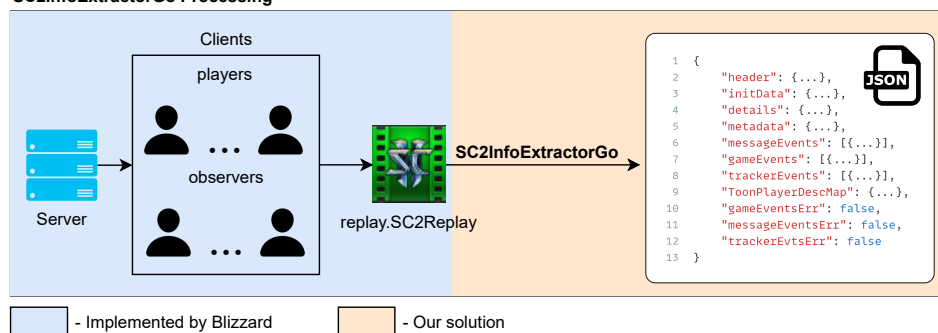 SC2InfoExtractorGo Processing
Clients
players
observers
Server
replay.SC2Replay
SC2InfoExtractorGo
JSON
1 {
2 "header": {...},
3 "initData": {...},
4 "details": {...},
5 "metadata": {...},
6 "messageEvents": [{...}],
7 "gameEvents": [{...}],
8 "trackerEvents": [{...}],
9 "ToonPlayerDescMap": {...},
10 "gameEventsErr": false,
11 "messageEventsErr": false,
12 "trackerEvtsErr": false
13 }
- Implemented by Blizzard
- Our solution